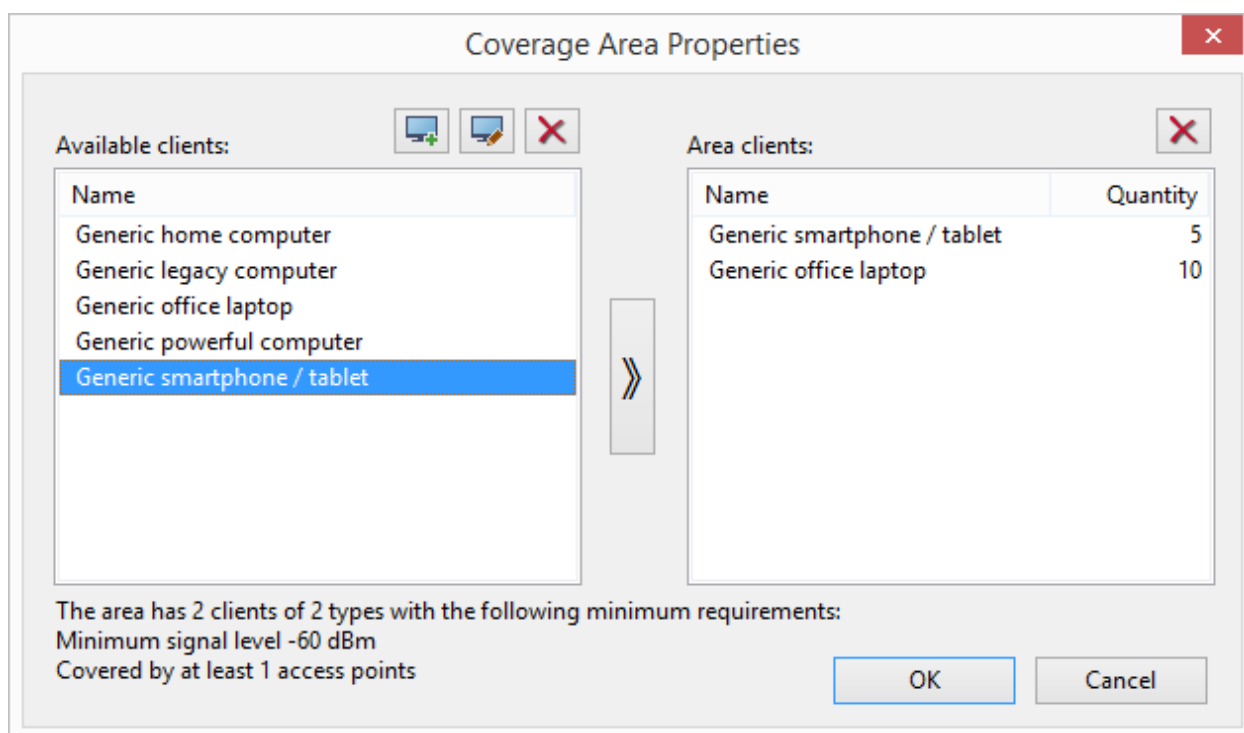 Coverage Area Properties
Available clients:
Name
Generic home computer
Generic legacy computer
Generic office laptop
Generic powerful computer
Generic smartphone / tablet
Area clients:
Name Quantity
Generic smartphone / tablet 5
Generic office laptop 10
The area has 2 clients of 2 types with the following minimum requirements:
Minimum signal level -60 dBm
Covered by at least 1 access points
OK Cancel